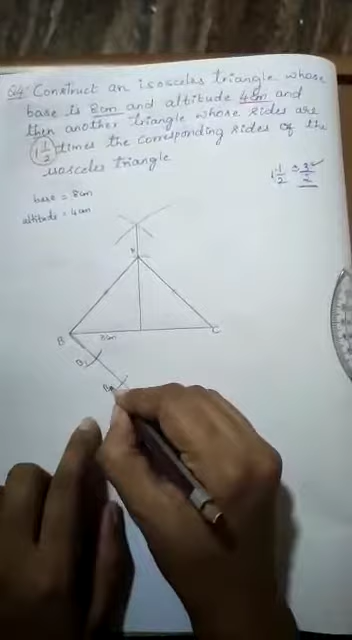 Q4. Construct an isosceles triangle whose
base is 8cm and altitude 4cm and
then another triangle whose sides are
1 1/2 times the corresponding sides of the
isosceles triangle
1 1/2 = 3/2
base = 8cm
altitude = 4cm
A
B
8cm
C
B1
B2